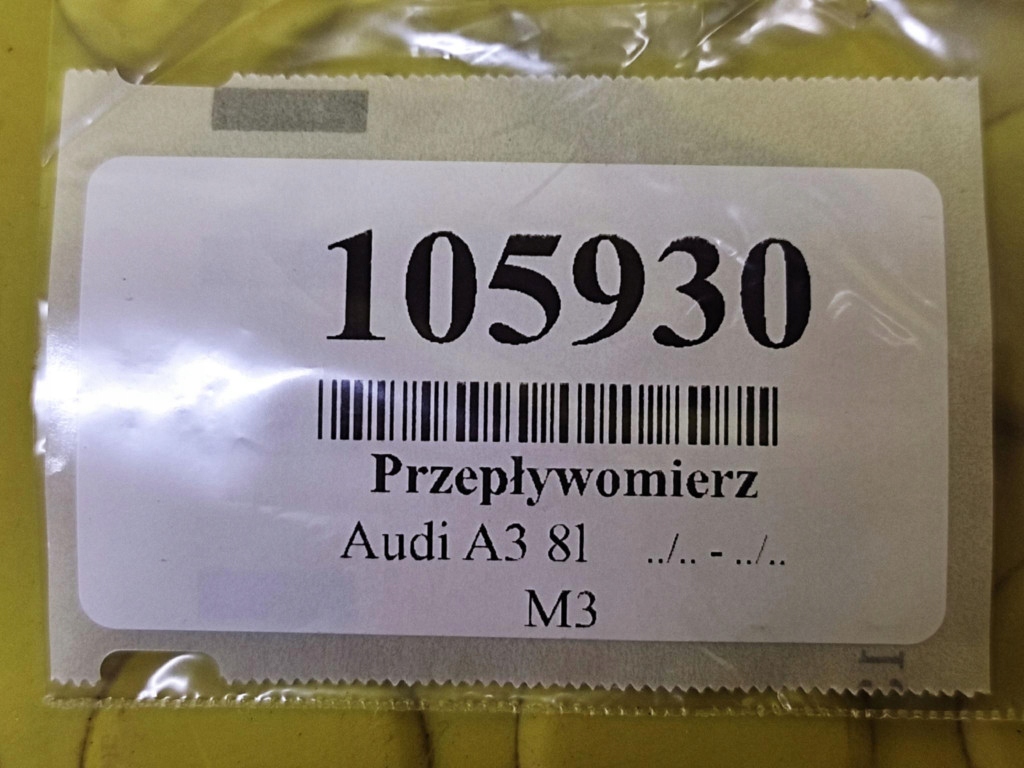 105930
Przepływomierz
Audi A3 8l ../.. - ../..
M3